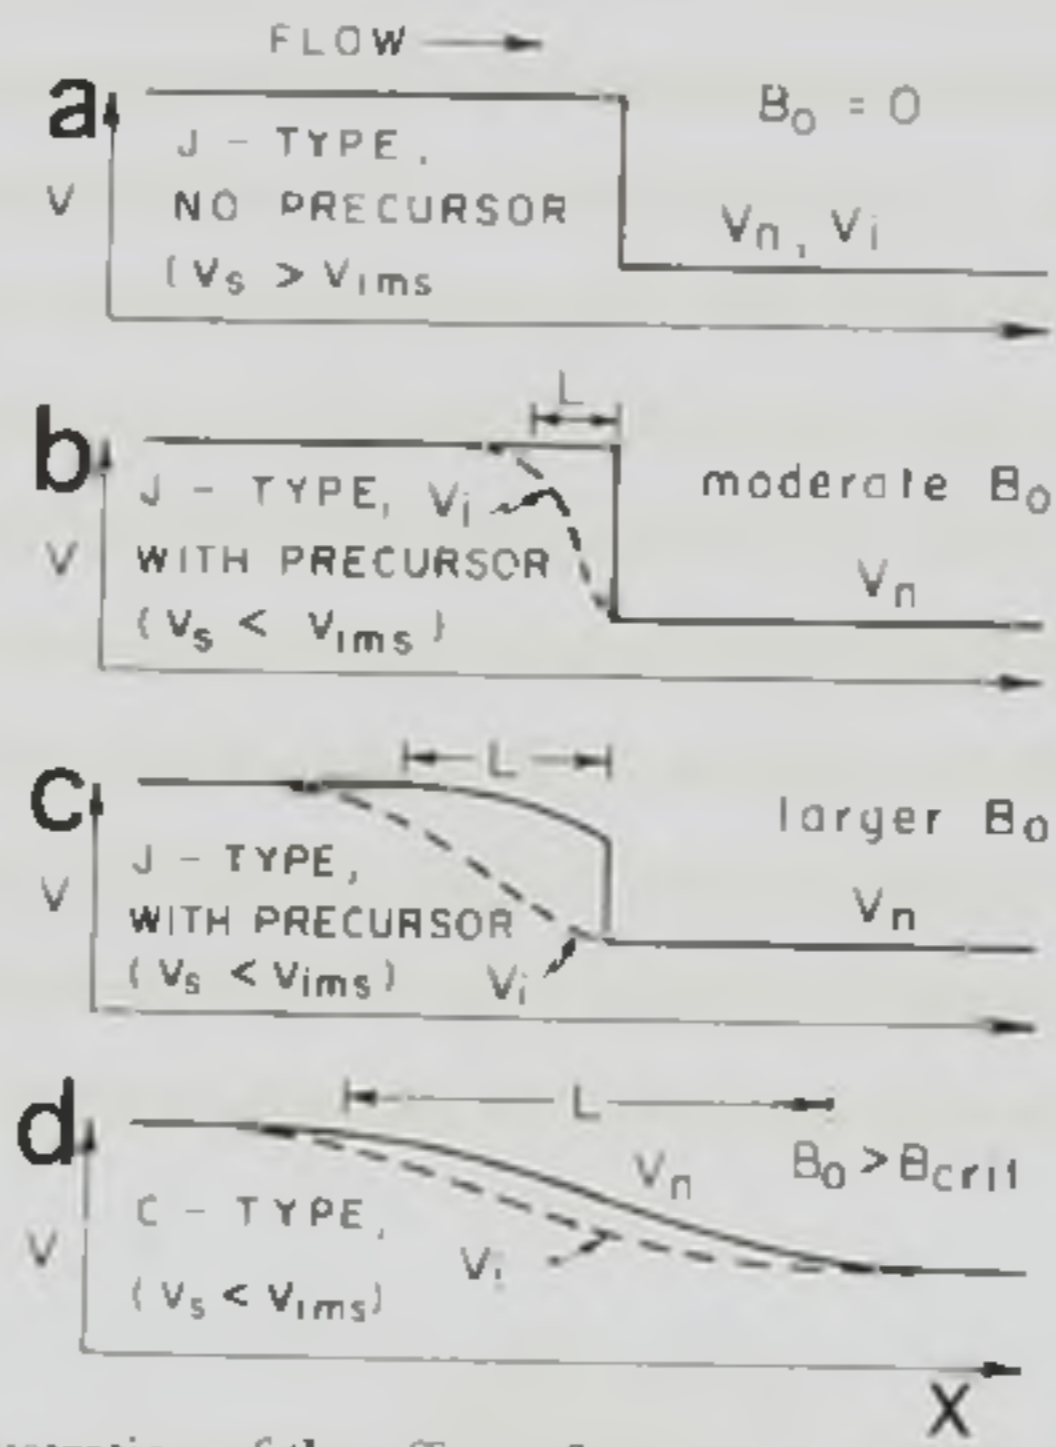 FLOW
a
B₀ = 0
J - TYPE,
V
NO PRECURSOR
Vn, Vi
(Vs > Vims
L
b
J - TYPE, Vi
moderate B₀
V
WITH PRECURSOR
Vn
(Vs < Vims)
L
c
larger B₀
J - TYPE,
V
Vn
WITH PRECURSOR
(Vs < Vims)
Vi
L
d
Vn
B₀ > Bcrit
C - TYPE,
V
Vi
(Vs < Vims)
X